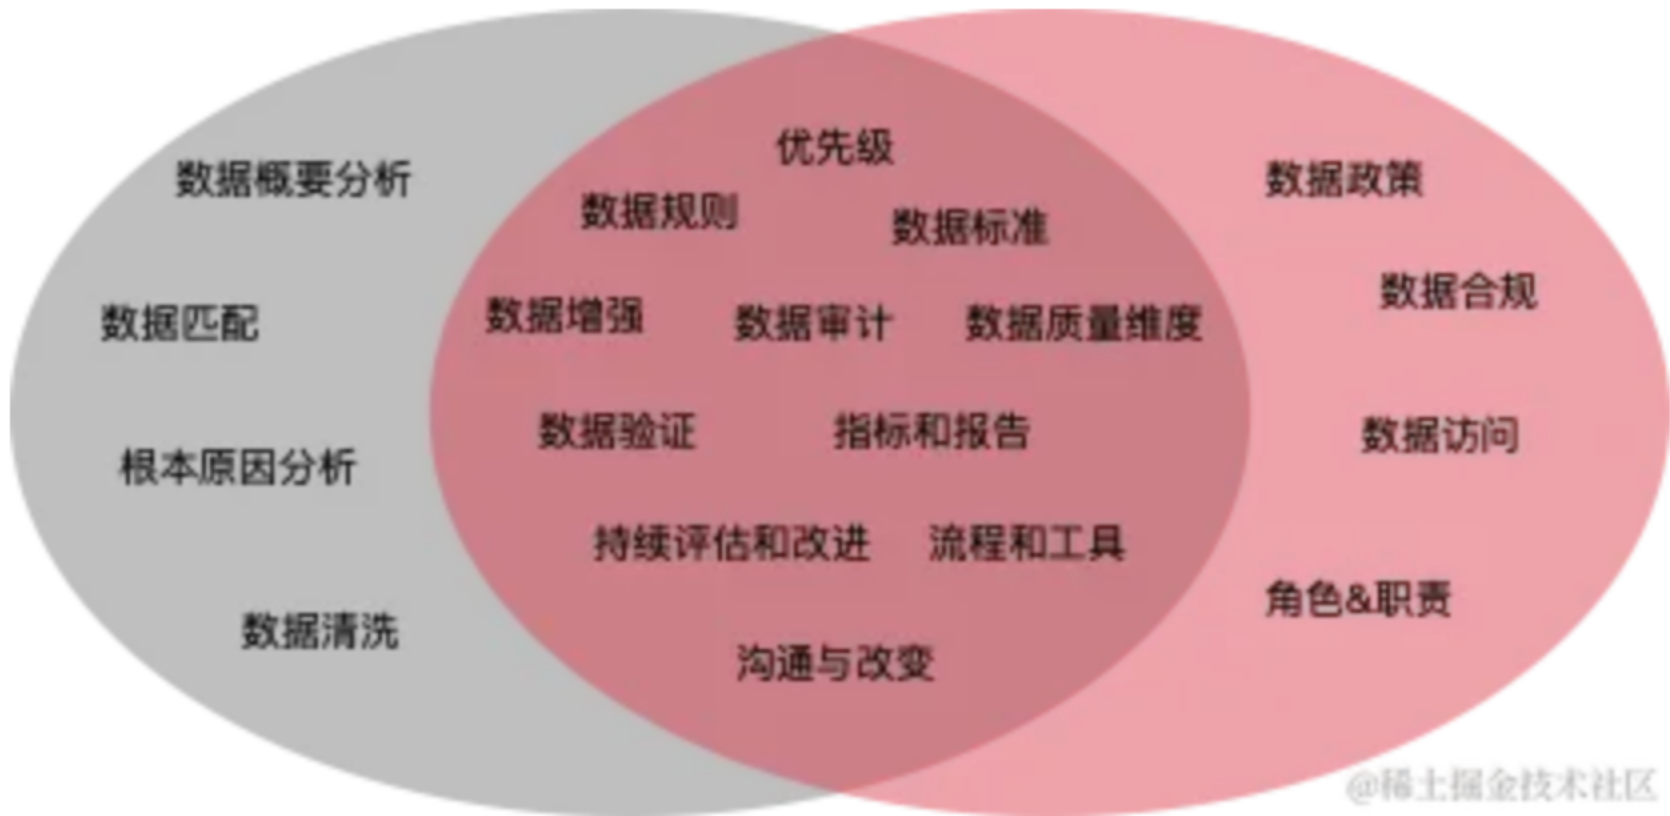 优先级
数据概要分析
数据政策
数据规则
数据标准
数据合规
数据匹配
数据增强
数据审计
数据质量维度
数据验证
指标和报告
数据访问
根本原因分析
持续评估和改进
流程和工具
角色&职责
数据清洗
沟通与改变
@稀土掘金技术社区